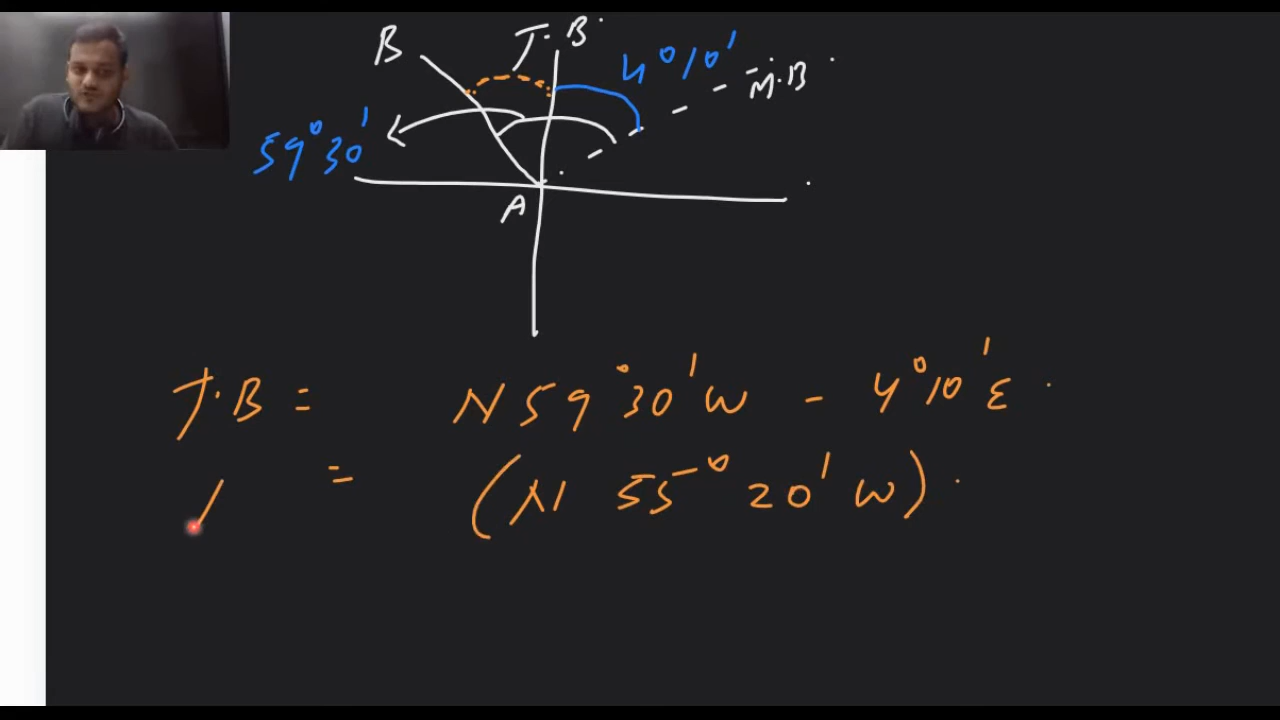 B T.B.
4°10'
M.B
59°30'
A
T.B = N 59°30' W - 4°10' E
= (N 55° 20' W).